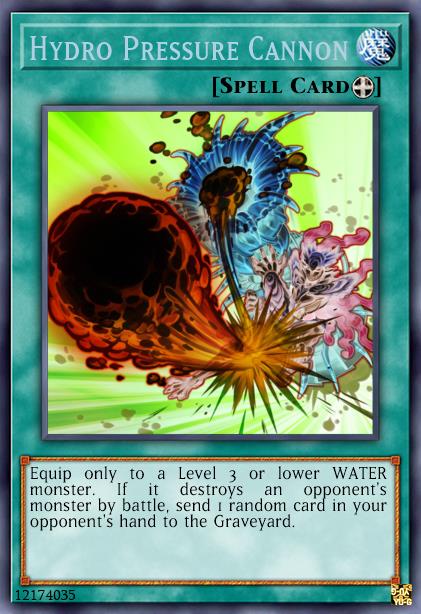 Hydro Pressure Cannon 魔
[Spell Card]
Equip only to a Level 3 or lower WATER
monster. If it destroys an opponent's
monster by battle, send 1 random card in your
opponent's hand to the Graveyard.
12174035